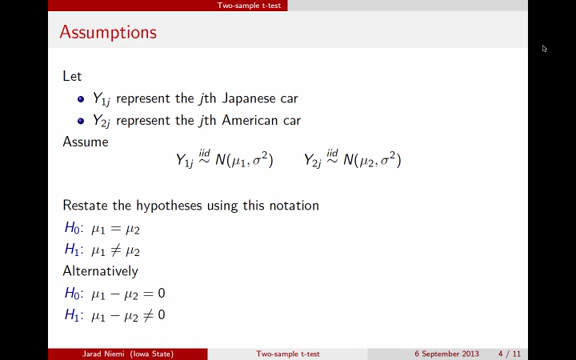 Two-sample t-test
Assumptions
Let
Y1j represent the jth Japanese car
Y2j represent the jth American car
Assume
Y1j iid∼ N(μ1, σ²) Y2j iid∼ N(μ2, σ²)
Restate the hypotheses using this notation
H0: μ1 = μ2
H1: μ1 ≠ μ2
Alternatively
H0: μ1 − μ2 = 0
H1: μ1 − μ2 ≠ 0
Jarad Niemi (Iowa State) Two-sample t-test 6 September 2013 4 / 11